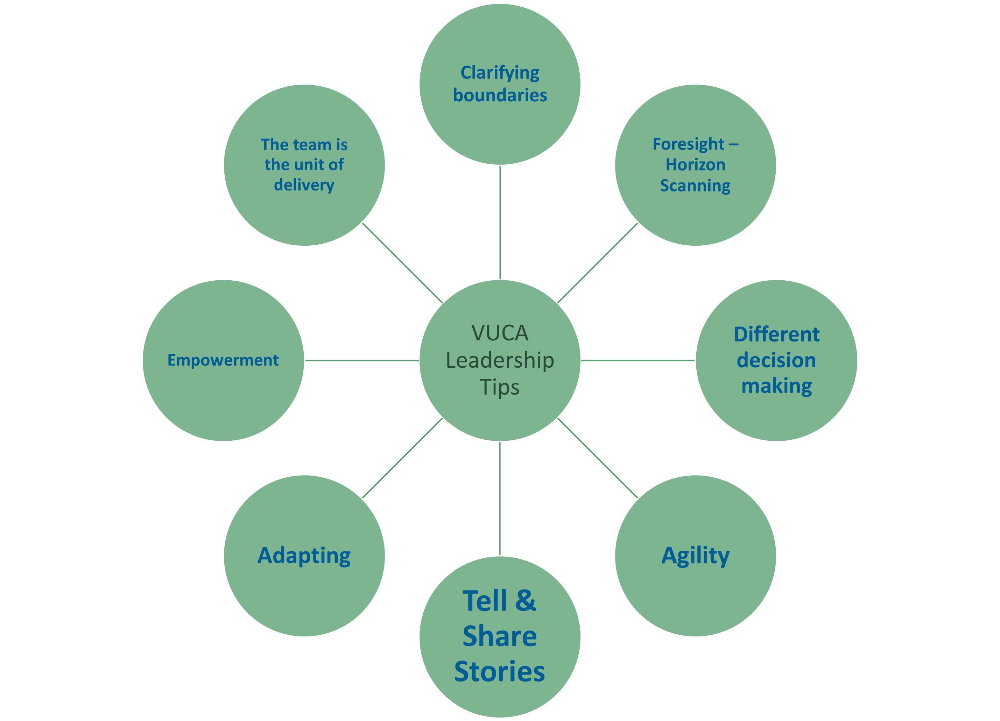 Clarifying
boundaries
Foresight –
Horizon
Scanning
Different
decision
making
Agility
Tell &
Share
Stories
Adapting
Empowerment
The team is
the unit of
delivery
VUCA
Leadership
Tips